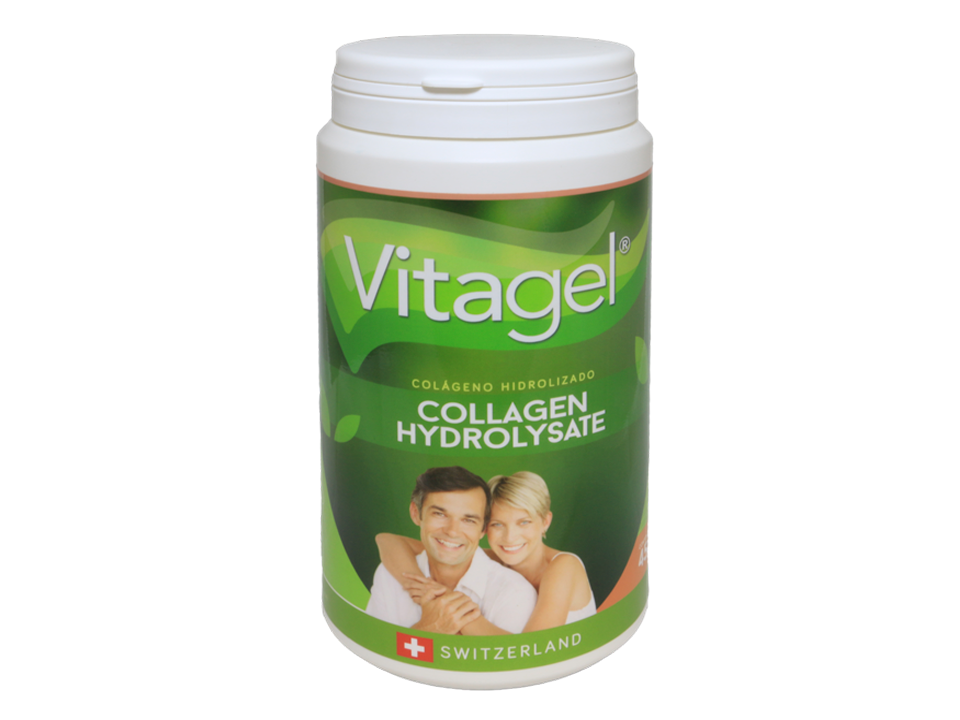 Vitagel®
COLÁGENO HIDROLIZADO
COLLAGEN
HYDROLYSATE
SWITZERLAND